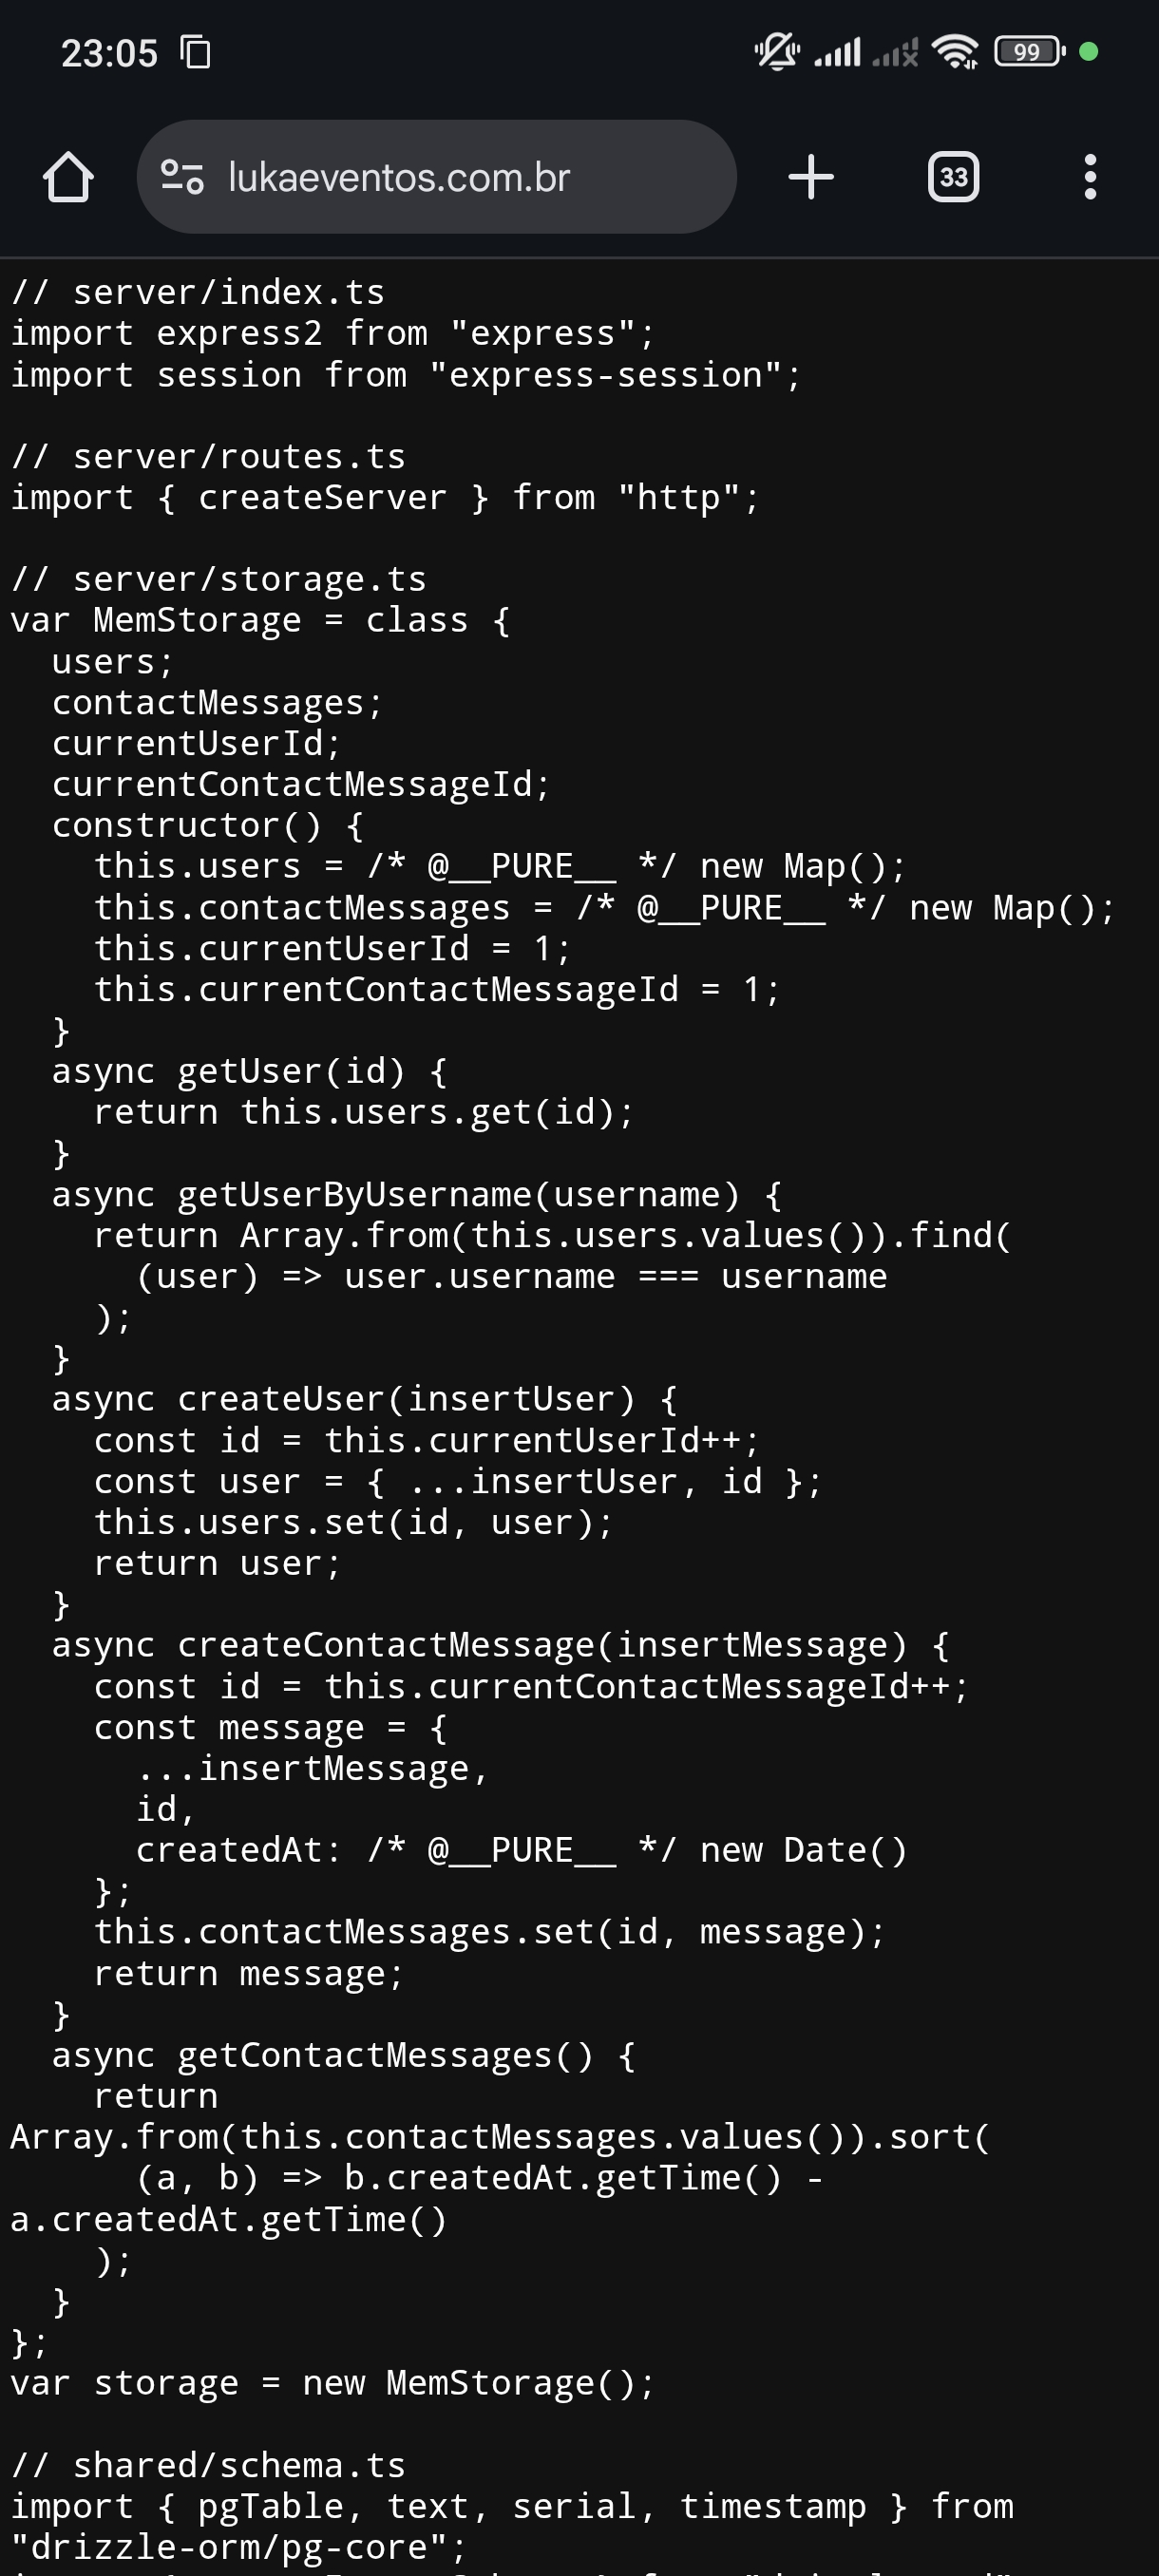 23:05
99
lukaeventos.com.br
33
// server/index.ts
import express2 from "express";
import session from "express-session";
// server/routes.ts
import { createServer } from "http";
// server/storage.ts
var MemStorage = class {
  users;
  contactMessages;
  currentUserId;
  currentContactMessageId;
  constructor() {
    this.users = /* @__PURE__ */ new Map();
    this.contactMessages = /* @__PURE__ */ new Map();
    this.currentUserId = 1;
    this.currentContactMessageId = 1;
  }
  async getUser(id) {
    return this.users.get(id);
  }
  async getUserByUsername(username) {
    return Array.from(this.users.values()).find(
      (user) => user.username === username
    );
  }
  async createUser(insertUser) {
    const id = this.currentUserId++;
    const user = { ...insertUser, id };
    this.users.set(id, user);
    return user;
  }
  async createContactMessage(insertMessage) {
    const id = this.currentContactMessageId++;
    const message = {
      ...insertMessage,
      id,
      createdAt: /* @__PURE__ */ new Date()
    };
    this.contactMessages.set(id, message);
    return message;
  }
  async getContactMessages() {
    return
Array.from(this.contactMessages.values()).sort(
      (a, b) => b.createdAt.getTime() -
a.createdAt.getTime()
    );
  }
};
var storage = new MemStorage();
// shared/schema.ts
import { pgTable, text, serial, timestamp } from
"drizzle-orm/pg-core";